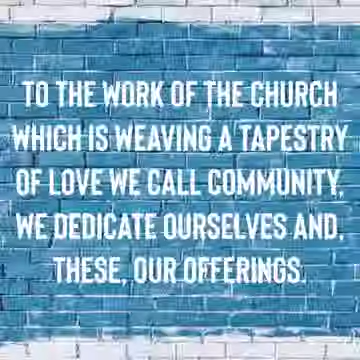 TO THE WORK OF THE CHURCH
WHICH IS WEAVING A TAPESTRY
OF LOVE WE CALL COMMUNITY,
WE DEDICATE OURSELVES AND,
THESE, OUR OFFERINGS.